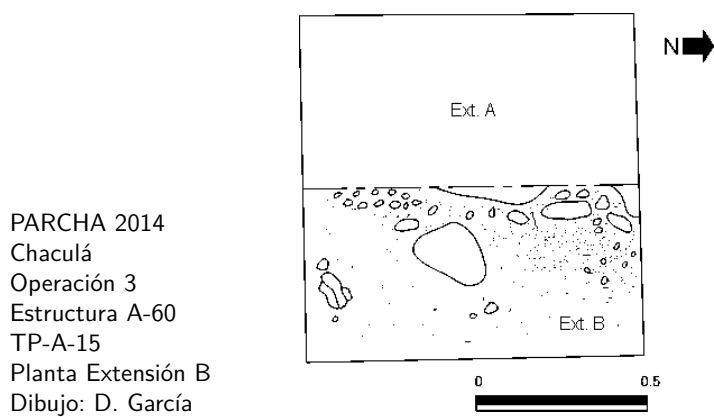 N
Ext. A
PARCHA 2014
Chaculá
Operación 3
Estructura A-60
TP-A-15
Planta Extensión B
Dibujo: D. García
Ext. B
0 0.5